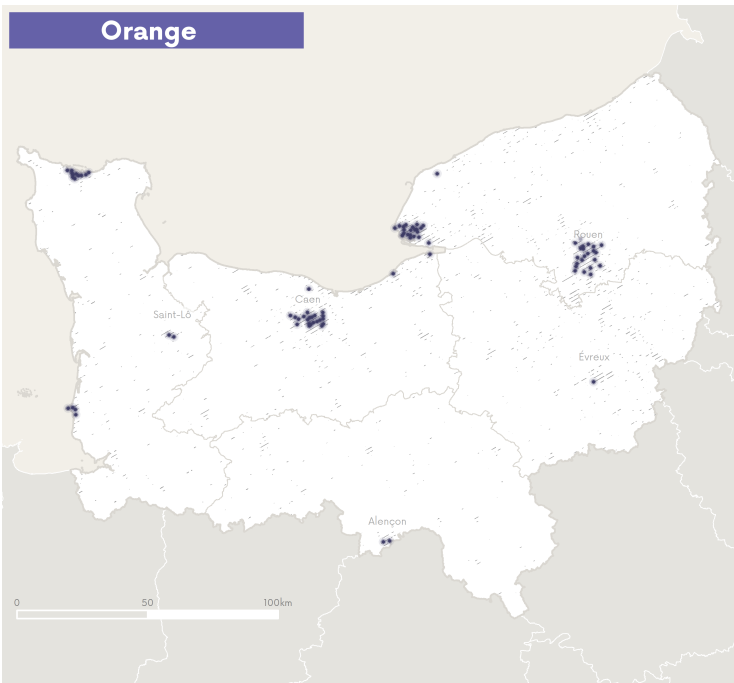 Orange
Rouen
Caen
Saint-Lô
Évreux
Alençon
0 50 100km